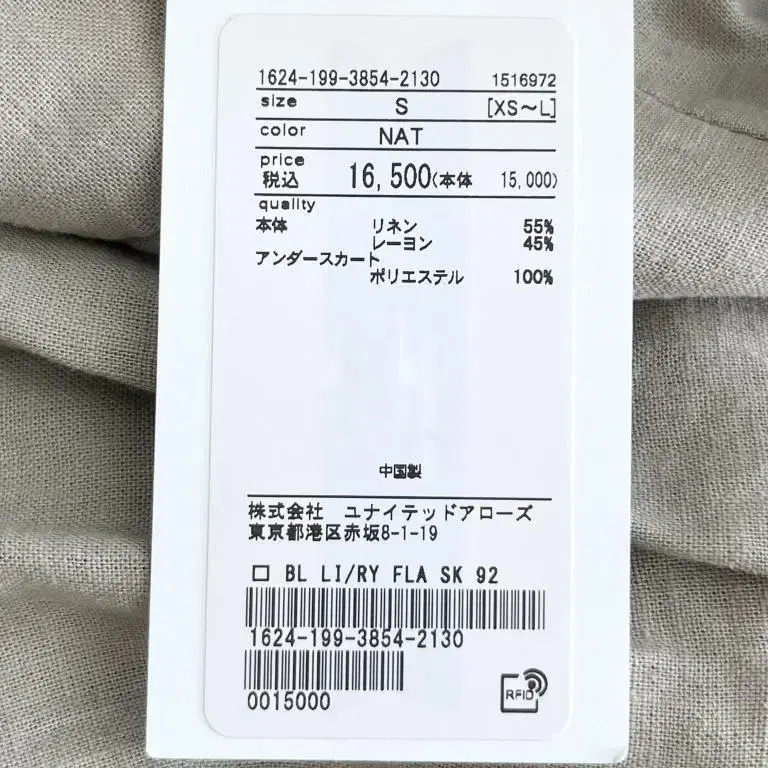 1624-199-3854-2130 1516972
size S [XS～L]
color NAT
price
税込 16,500(本体 15,000)
quality
本体 リネン 55%
レーヨン 45%
アンダースカート
ポリエステル 100%
中国製
株式会社 ユナイテッドアローズ
東京都港区赤坂8-1-19
□ BL LI/RY FLA SK 92
1624-199-3854-2130
0015000
RFID